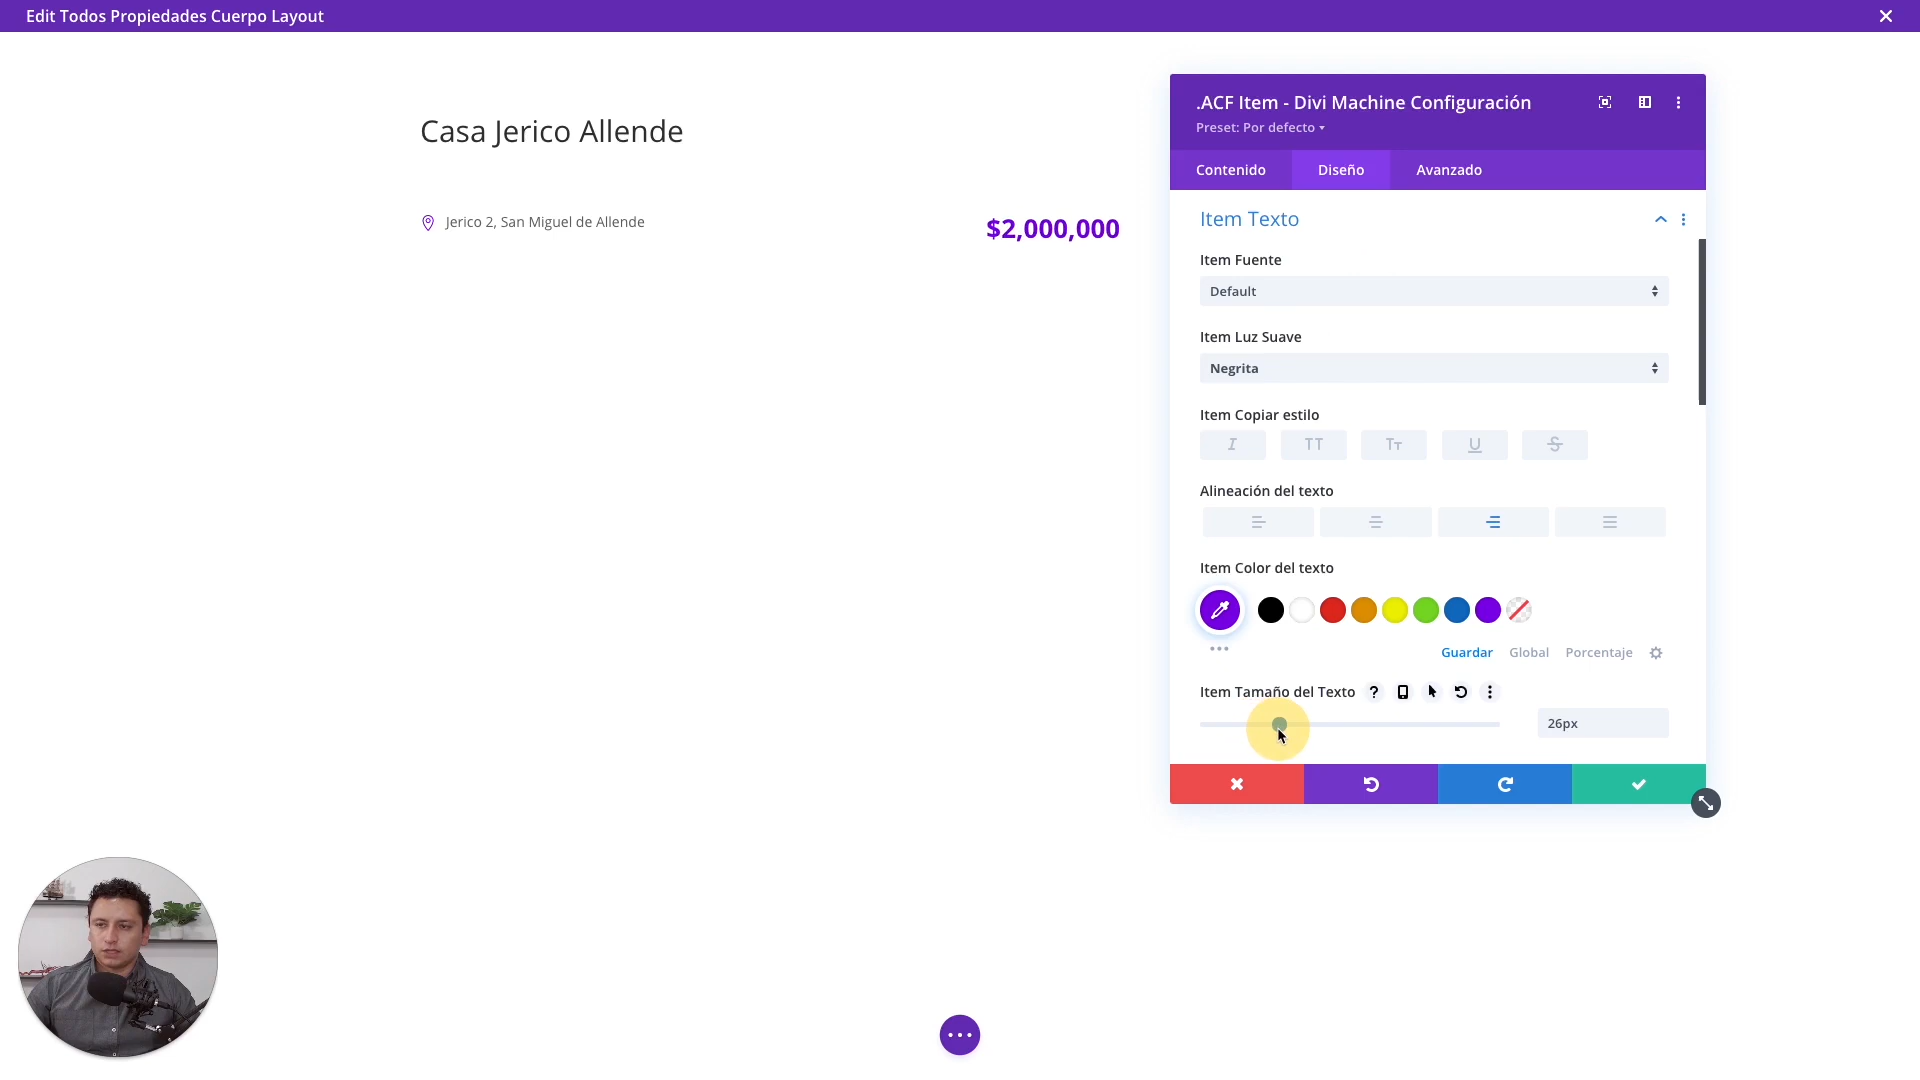 Edit Todos Propiedades Cuerpo Layout
Casa Jerico Allende
Jerico 2, San Miguel de Allende
$2,000,000
.ACF Item - Divi Machine Configuración
Preset: Por defecto
Contenido
Diseño
Avanzado
Item Texto
Item Fuente
Default
Item Luz Suave
Negrita
Item Copiar estilo
I TT Tт U S
Alineación del texto
Item Color del texto
Guardar Global Porcentaje
Item Tamaño del Texto ?
26px